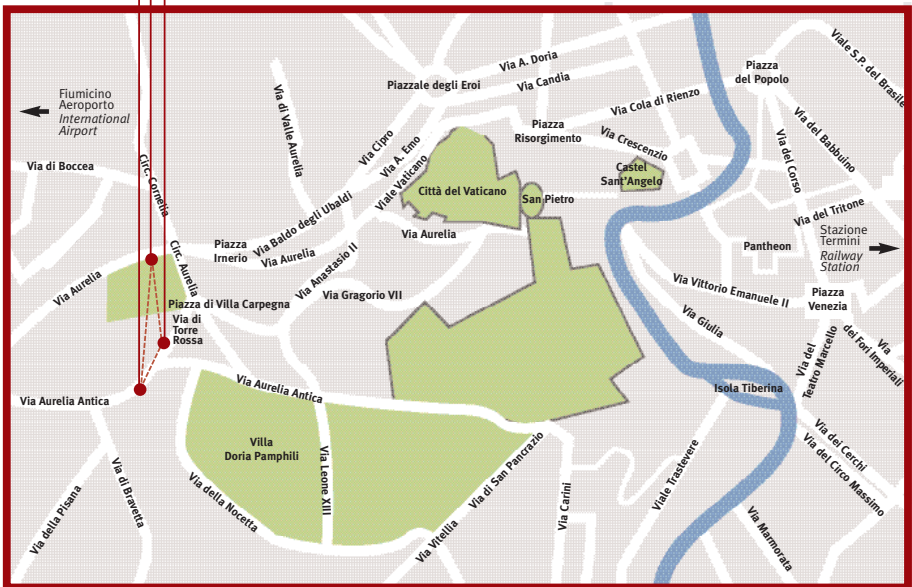 Viale S.P. del Brasile
Via A. Doria
Piazza
del Popolo
Piazzale degli Eroi
Via Candia
Fiumicino
Aeroporto
International
Airport
Via Cola di Rienzo
Via di Valle Aurelia
Via Cipro
Via A. Emo
Piazza
Risorgimento
Via Crescenzio
Via del Babbuino
Via del Corso
Via di Boccea
Circ. Cornelia
Viale Vaticano
Castel
Sant'Angelo
Città del Vaticano
San Pietro
Via Baldo degli Ubaldi
Via del Tritone
Via Aurelia
Stazione
Termini
Railway
Station
Pantheon
Piazza
Irnerio
Via Aurelia
Circ. Aurelia
Via Anastasio II
Via Aurelia
Via Gragorio VII
Via Vittorio Emanuele II
Piazza
Venezia
Piazza di Villa Carpegna
Via di
Torre
Rossa
Via Giulia
Via del
Teatro Marcello
Via
dei Fori Imperiali
Via Aurelia Antica
Via Aurelia Antica
Isola Tiberina
Villa
Doria Pamphili
Via Leone XIII
Via di San Pancrazio
Via dei Cerchi
Via del Circo Massimo
Viale Trastevere
Via della Pisana
Via di Bravetta
Via della Nocetta
Via Vitellia
Via Carini
Via Marmorata